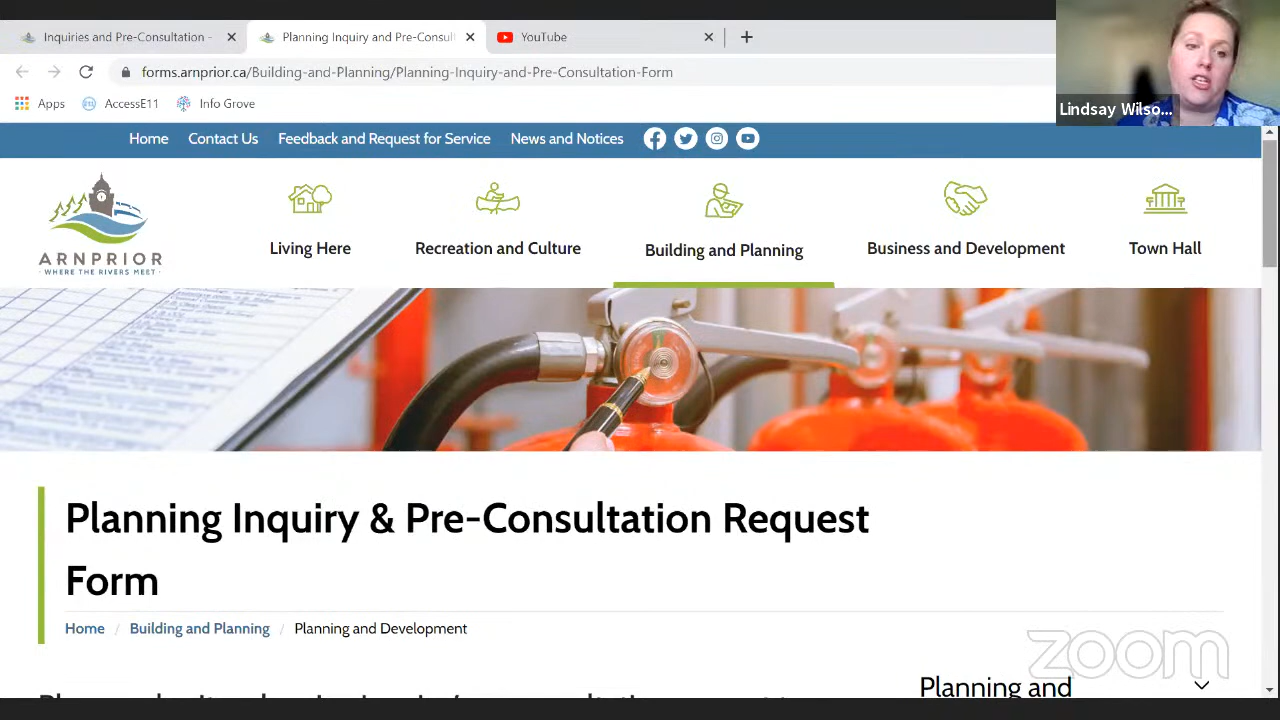 Inquiries and Pre-Consultation -
Planning Inquiry and Pre-Consult
YouTube
forms.arnprior.ca/Building-and-Planning/Planning-Inquiry-and-Pre-Consultation-Form
Apps
AccessE11
Info Grove
Lindsay Wilso...
Home
Contact Us
Feedback and Request for Service
News and Notices
ARNPRIOR
WHERE THE RIVERS MEET
Living Here
Recreation and Culture
Building and Planning
Business and Development
Town Hall
Planning Inquiry & Pre-Consultation Request
Form
Home / Building and Planning / Planning and Development
zoom
Planning and